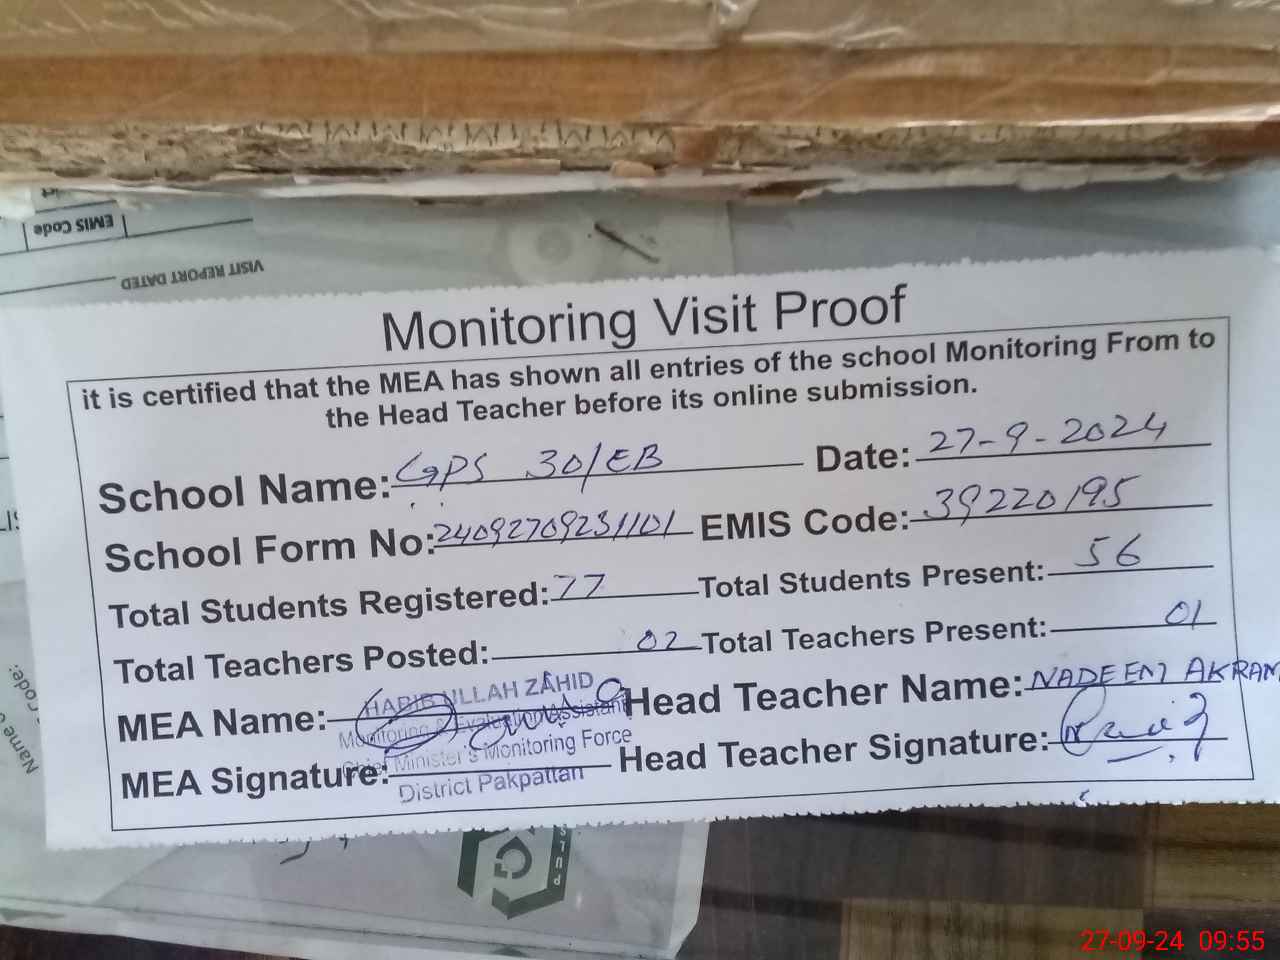 EMIS Code
VISIT REPORT DATED
Monitoring Visit Proof
it is certified that the MEA has shown all entries of the school Monitoring From to
the Head Teacher before its online submission.
School Name: GPS 30/EB Date: 27-9-2024
School Form No: 24092709231101 EMIS Code: 39220195
Total Students Registered: 77 Total Students Present: 56
Total Teachers Posted: 02 Total Teachers Present: 01
MEA Name: HABIB ULLAH ZAHID Head Teacher Name: NADEEM AKRAM
Monitoring & Evaluation Assistant
MEA Signature: Chief Minister's Monitoring Force Head Teacher Signature:
District Pakpattan
Name
Code:
27-09-24 09:55